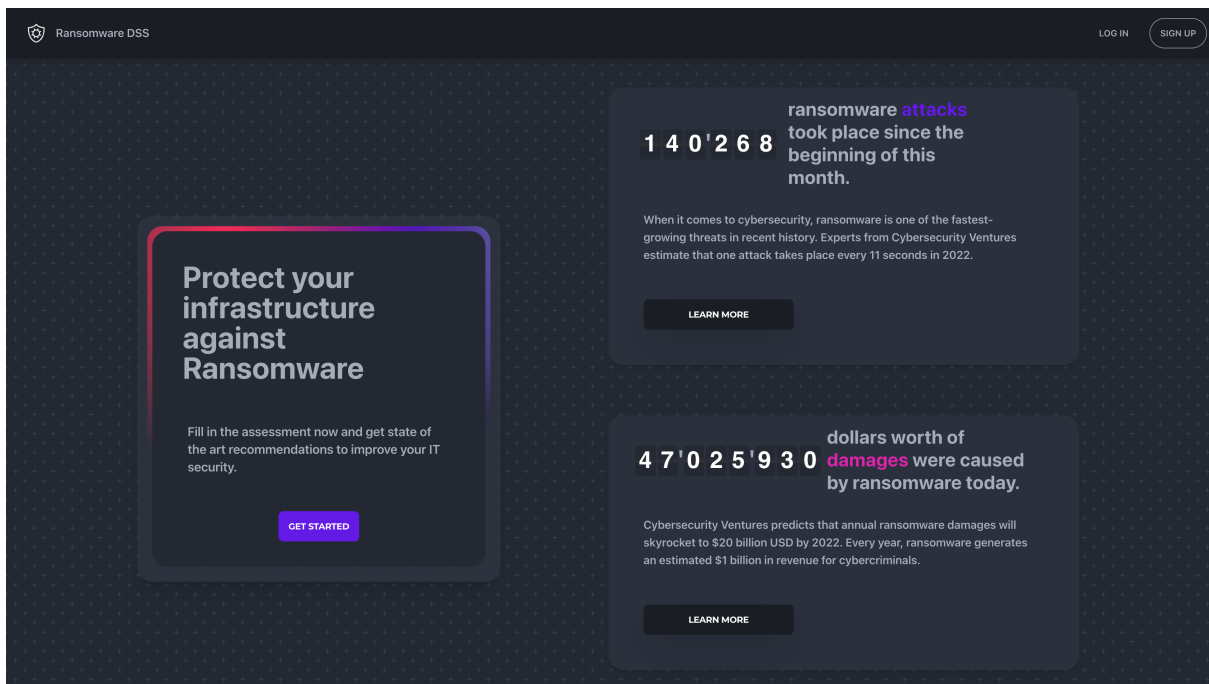 Ransomware DSS
LOG IN
SIGN UP
Protect your
infrastructure
against
Ransomware
Fill in the assessment now and get state of
the art recommendations to improve your IT
security.
GET STARTED
140'268
ransomware attacks
took place since the
beginning of this
month.
When it comes to cybersecurity, ransomware is one of the fastest-
growing threats in recent history. Experts from Cybersecurity Ventures
estimate that one attack takes place every 11 seconds in 2022.
LEARN MORE
47'025'930
dollars worth of
damages were caused
by ransomware today.
Cybersecurity Ventures predicts that annual ransomware damages will
skyrocket to $20 billion USD by 2022. Every year, ransomware generates
an estimated $1 billion in revenue for cybercriminals.
LEARN MORE